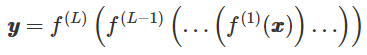 y = f^{(L)} ( f^{(L-1)} ( … ( f^{(1)}(x) ) … ) )